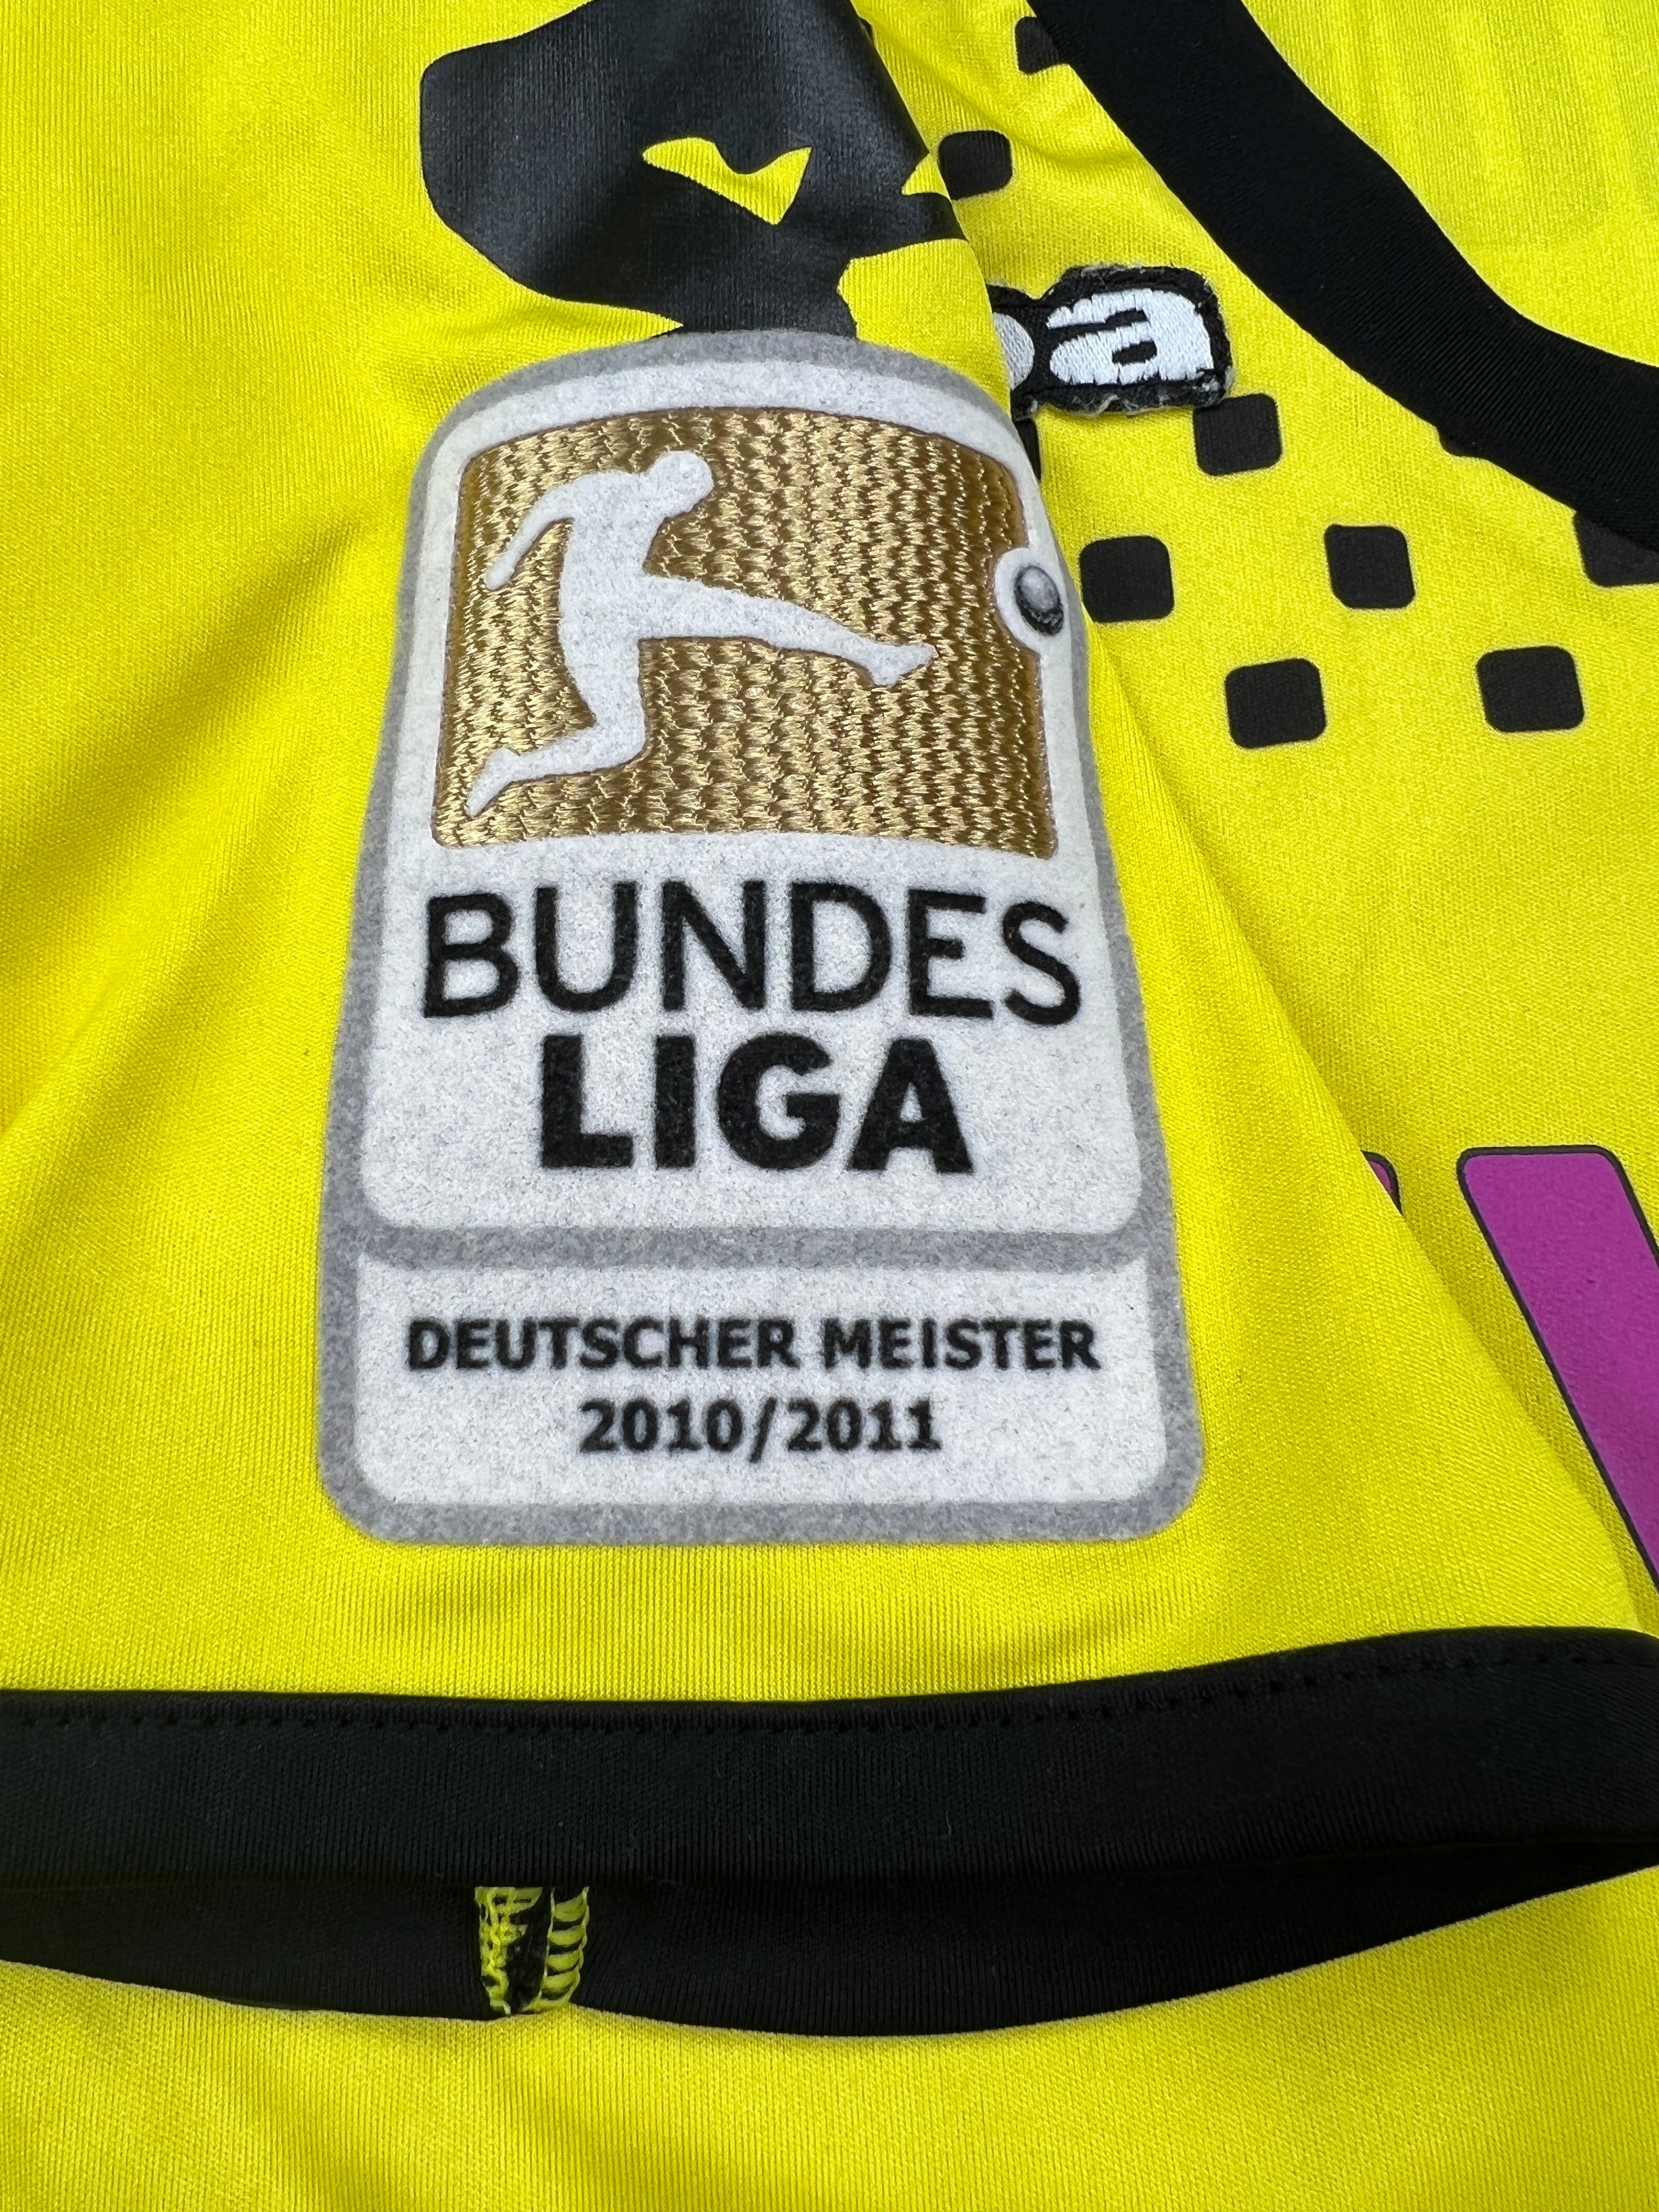 BUNDES
LIGA
DEUTSCHER MEISTER
2010/2011